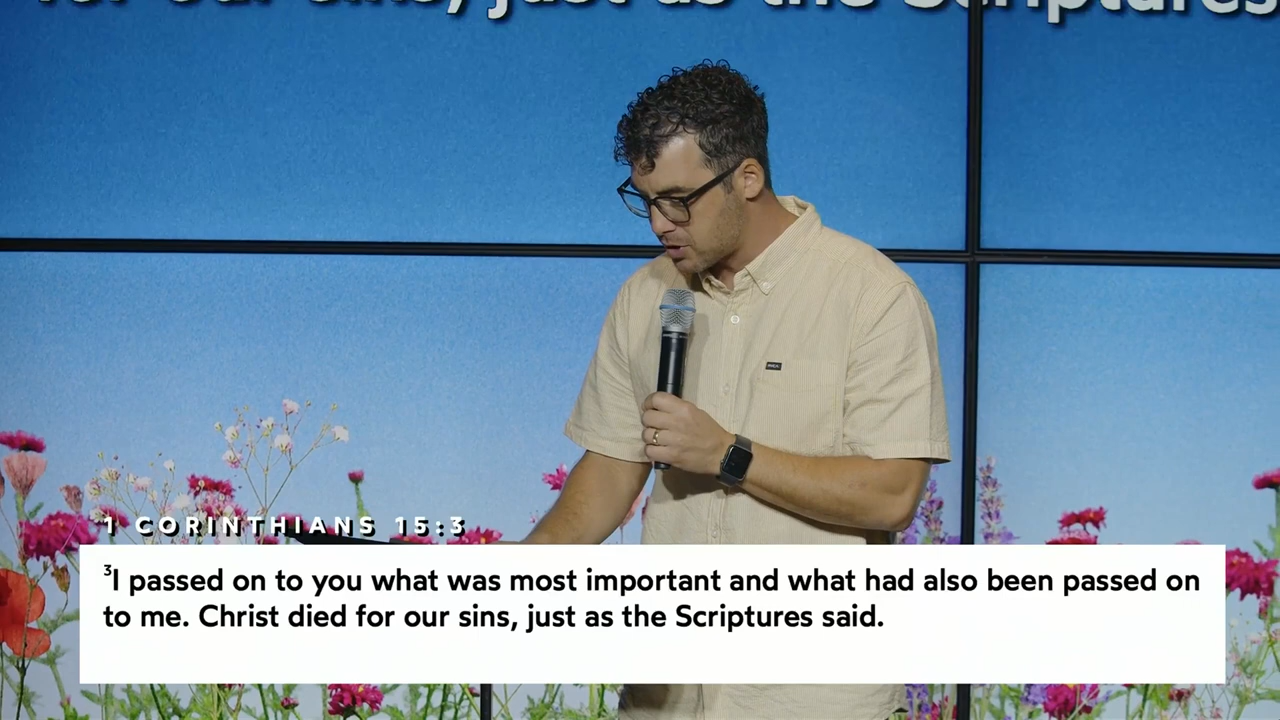 for our sins, just as the Scriptures
1 CORINTHIANS 15:3
³I passed on to you what was most important and what had also been passed on
to me. Christ died for our sins, just as the Scriptures said.